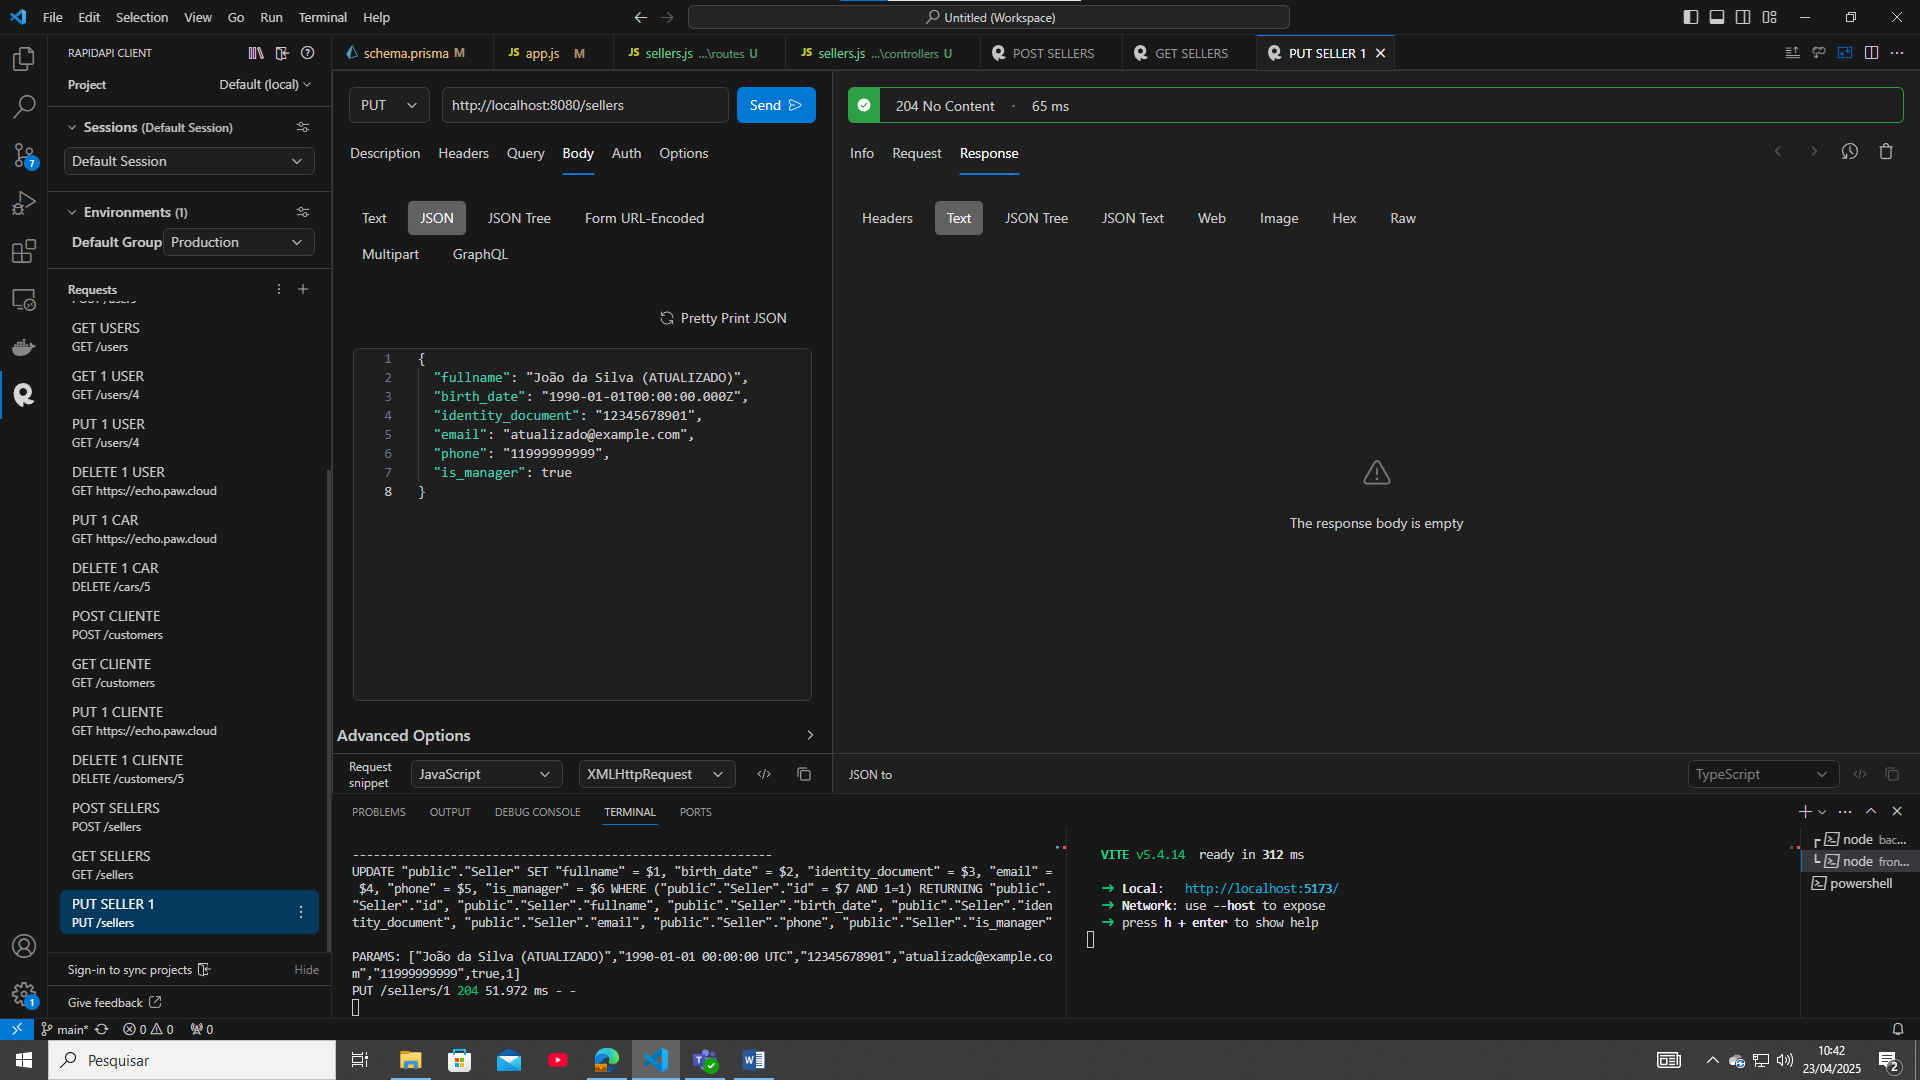 File Edit Selection View Go Run Terminal Help
Untitled (Workspace)
RAPIDAPI CLIENT
Project Default (local)
Sessions (Default Session)
Default Session
Environments (1)
Default Group Production
Requests
GET USERS
GET /users
GET 1 USER
GET /users/4
PUT 1 USER
GET /users/4
DELETE 1 USER
GET https://echo.paw.cloud
PUT 1 CAR
GET https://echo.paw.cloud
DELETE 1 CAR
DELETE /cars/5
POST CLIENTE
POST /customers
GET CLIENTE
GET /customers
PUT 1 CLIENTE
GET https://echo.paw.cloud
DELETE 1 CLIENTE
DELETE /customers/5
POST SELLERS
POST /sellers
GET SELLERS
GET /sellers
PUT SELLER 1
PUT /sellers
Sign-in to sync projects Hide
Give feedback
7
1
schema.prisma M JS app.js M JS sellers.js ...\routes U JS sellers.js ...\controllers U POST SELLERS GET SELLERS PUT SELLER 1
PUT http://localhost:8080/sellers Send
Description Headers Query Body Auth Options
Text JSON JSON Tree Form URL-Encoded
Multipart GraphQL
Pretty Print JSON
1 {
2 "fullname": "João da Silva (ATUALIZADO)",
3 "birth_date": "1990-01-01T00:00:00.000Z",
4 "identity_document": "12345678901",
5 "email": "atualizado@example.com",
6 "phone": "11999999999",
7 "is_manager": true
8 }
Advanced Options
Request snippet JavaScript XMLHttpRequest
204 No Content · 65 ms
Info Request Response
Headers Text JSON Tree JSON Text Web Image Hex Raw
The response body is empty
JSON to TypeScript
PROBLEMS OUTPUT DEBUG CONSOLE TERMINAL PORTS
------------------------------------------------------------
UPDATE "public"."Seller" SET "fullname" = $1, "birth_date" = $2, "identity_document" = $3, "email" =
$4, "phone" = $5, "is_manager" = $6 WHERE ("public"."Seller"."id" = $7 AND 1=1) RETURNING "public".
"Seller"."id", "public"."Seller"."fullname", "public"."Seller"."birth_date", "public"."Seller"."iden
tity_document", "public"."Seller"."email", "public"."Seller"."phone", "public"."Seller"."is_manager"
PARAMS: ["João da Silva (ATUALIZADO)","1990-01-01 00:00:00 UTC","12345678901","atualizado@example.co
m","11999999999",true,1]
PUT /sellers/1 204 51.972 ms - -
VITE v5.4.14 ready in 312 ms
➜ Local: http://localhost:5173/
➜ Network: use --host to expose
➜ press h + enter to show help
node bac...
node fron...
powershell
main* 0 0 0
Pesquisar
10:42
23/04/2025
2